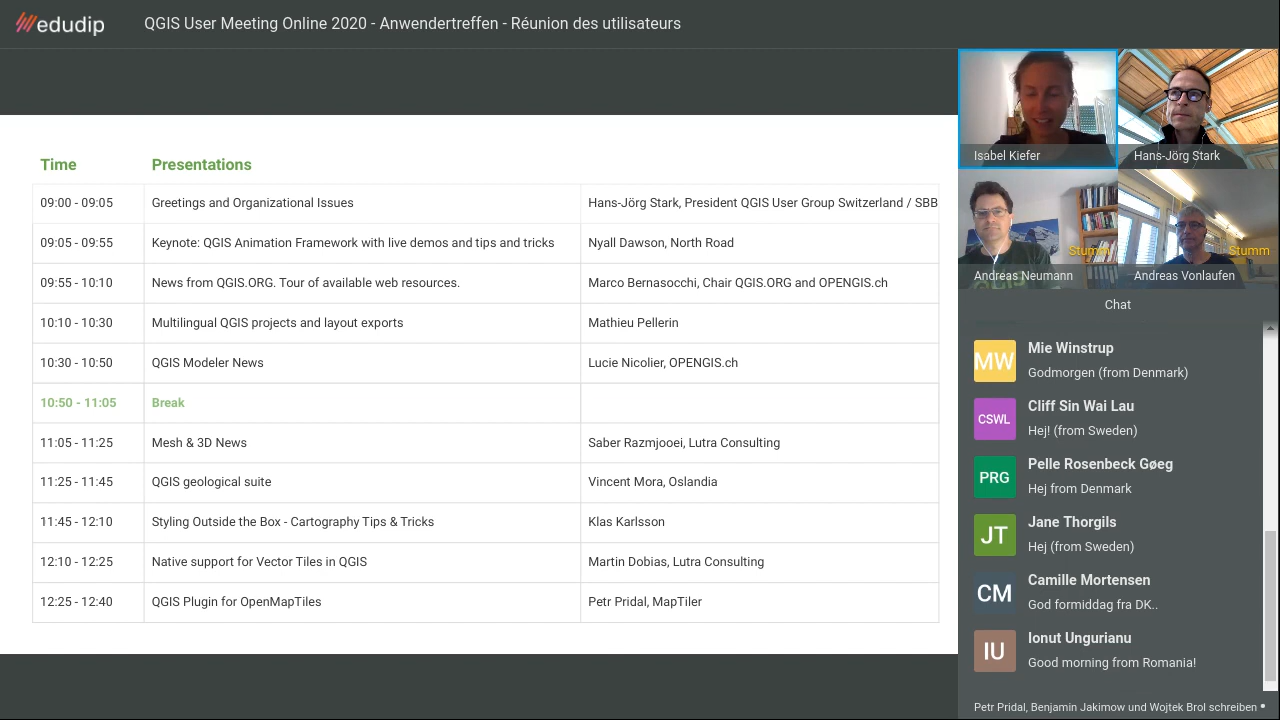 edudip
QGIS User Meeting Online 2020 - Anwendertreffen - Réunion des utilisateurs
Time Presentations
09:00 - 09:05 Greetings and Organizational Issues Hans-Jörg Stark, President QGIS User Group Switzerland / SBB
09:05 - 09:55 Keynote: QGIS Animation Framework with live demos and tips and tricks Nyall Dawson, North Road
09:55 - 10:10 News from QGIS.ORG. Tour of available web resources. Marco Bernasocchi, Chair QGIS.ORG and OPENGIS.ch
10:10 - 10:30 Multilingual QGIS projects and layout exports Mathieu Pellerin
10:30 - 10:50 QGIS Modeler News Lucie Nicolier, OPENGIS.ch
10:50 - 11:05 Break
11:05 - 11:25 Mesh & 3D News Saber Razmjooei, Lutra Consulting
11:25 - 11:45 QGIS geological suite Vincent Mora, Oslandia
11:45 - 12:10 Styling Outside the Box - Cartography Tips & Tricks Klas Karlsson
12:10 - 12:25 Native support for Vector Tiles in QGIS Martin Dobias, Lutra Consulting
12:25 - 12:40 QGIS Plugin for OpenMapTiles Petr Pridal, MapTiler
Isabel Kiefer
Hans-Jörg Stark
Stumm
Andreas Neumann
Stumm
Andreas Vonlaufen
Chat
MW
Mie Winstrup
Godmorgen (from Denmark)
CSWL
Cliff Sin Wai Lau
Hej! (from Sweden)
PRG
Pelle Rosenbeck Gøeg
Hej from Denmark
JT
Jane Thorgils
Hej (from Sweden)
CM
Camille Mortensen
God formiddag fra DK..
IU
Ionut Ungurianu
Good morning from Romania!
Petr Pridal, Benjamin Jakimow und Wojtek Brol schreiben